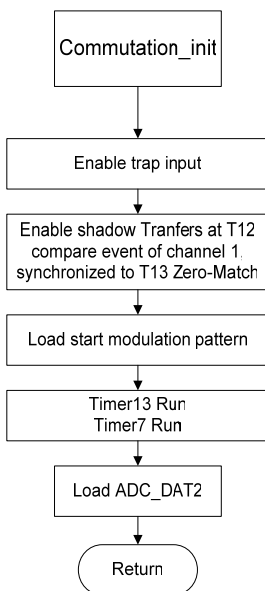 Commutation_init
Enable trap input
Enable shadow Tranfers at T12
compare event of channel 1,
synchronized to T13 Zero-Match
Load start modulation pattern
Timer13 Run
Timer7 Run
Load ADC_DAT2
Return